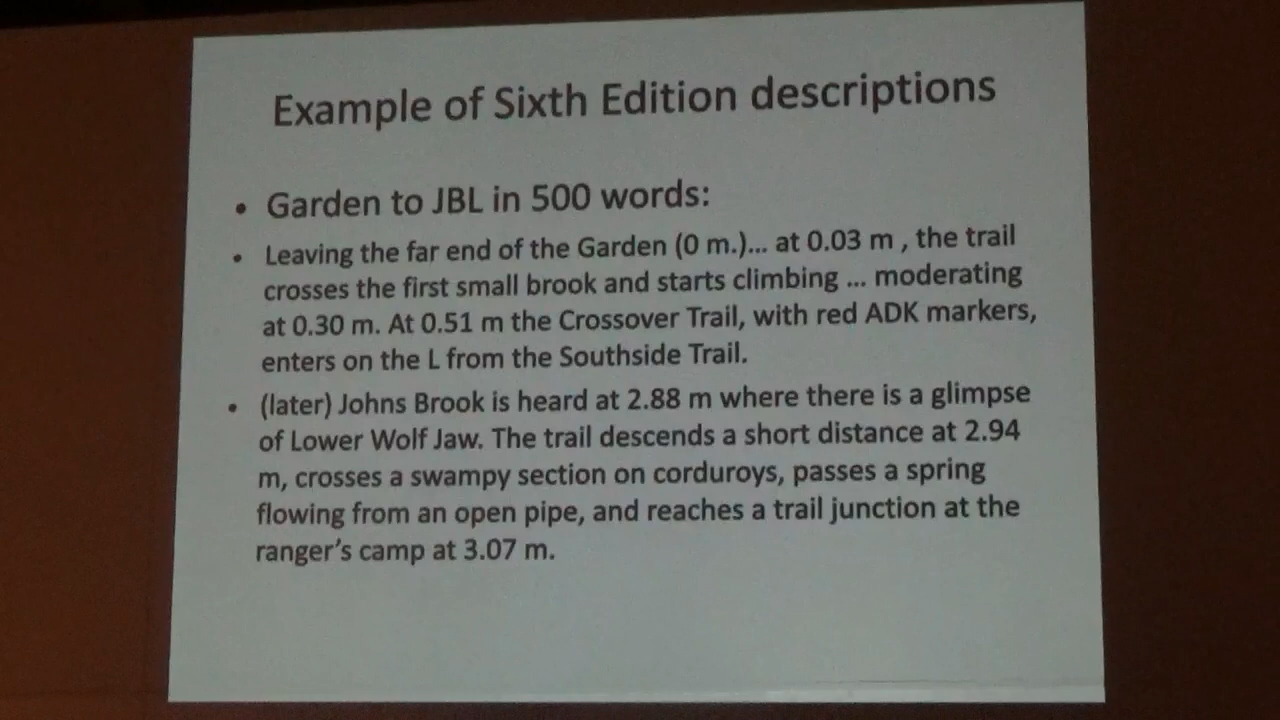 Example of Sixth Edition descriptions
• Garden to JBL in 500 words:
• Leaving the far end of the Garden (0 m.)... at 0.03 m , the trail
crosses the first small brook and starts climbing ... moderating
at 0.30 m. At 0.51 m the Crossover Trail, with red ADK markers,
enters on the L from the Southside Trail.
• (later) Johns Brook is heard at 2.88 m where there is a glimpse
of Lower Wolf Jaw. The trail descends a short distance at 2.94
m, crosses a swampy section on corduroys, passes a spring
flowing from an open pipe, and reaches a trail junction at the
ranger’s camp at 3.07 m.